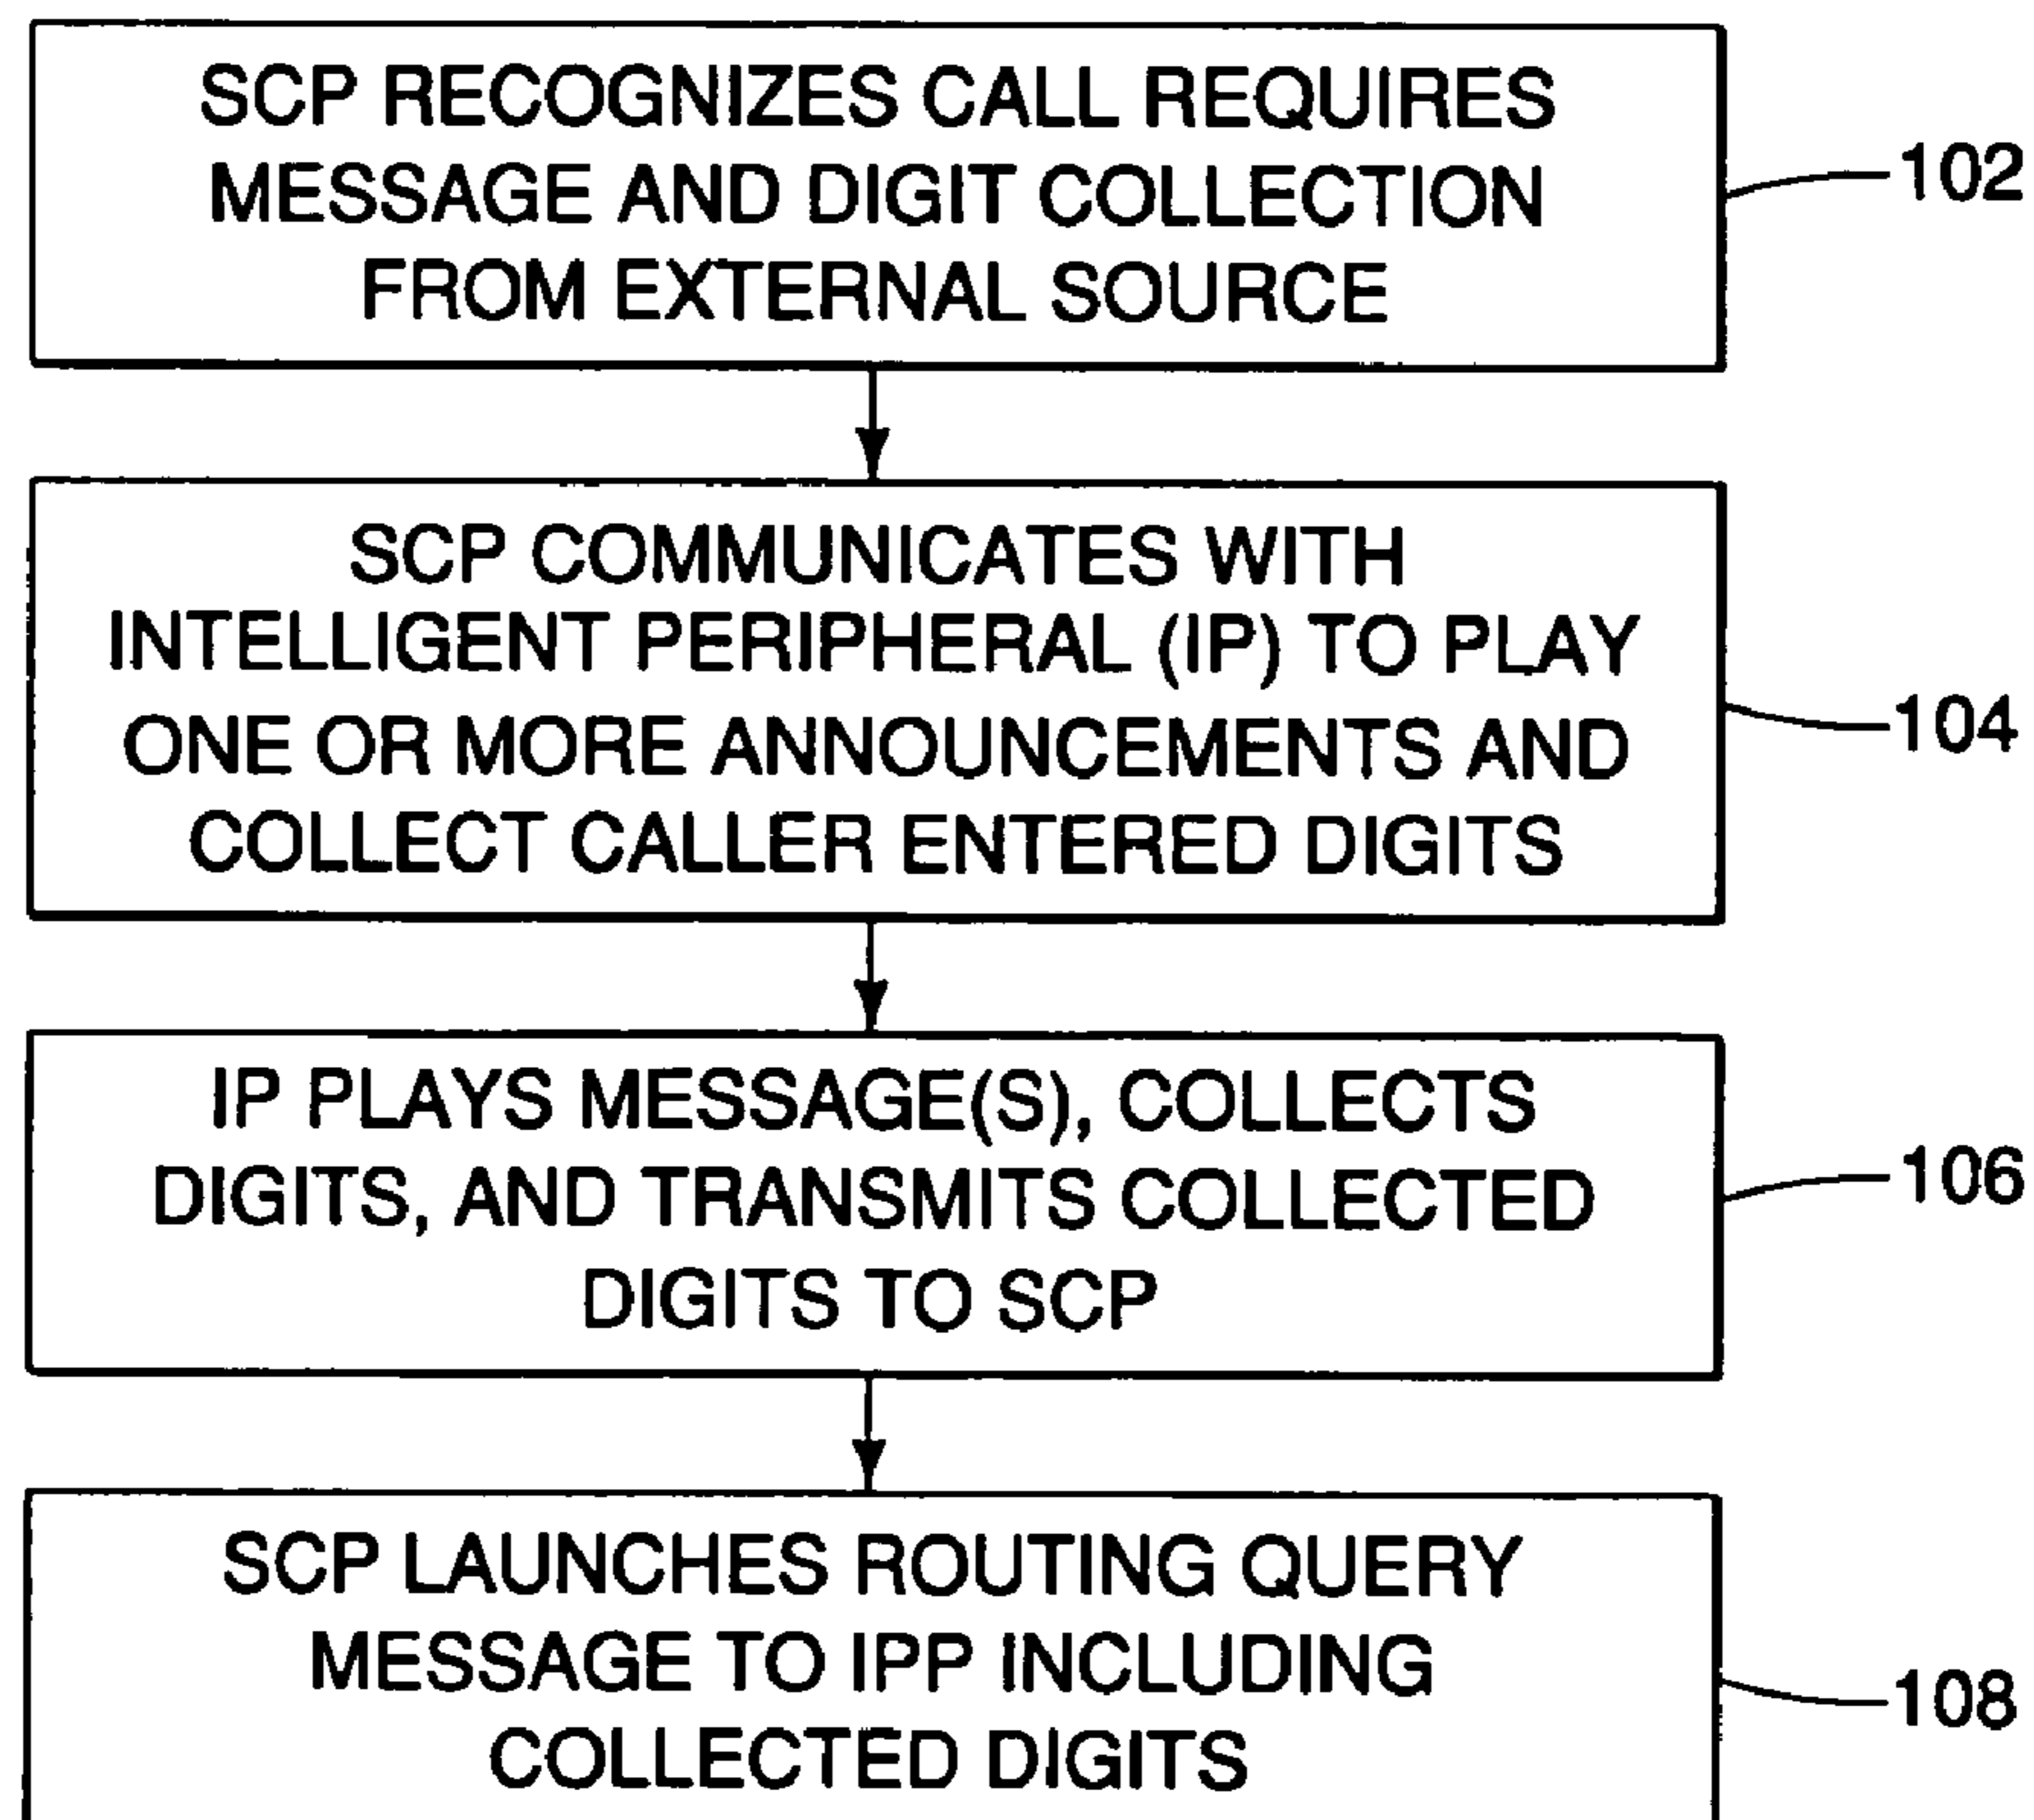 SCP RECOGNIZES CALL REQUIRES
MESSAGE AND DIGIT COLLECTION
FROM EXTERNAL SOURCE
102
SCP COMMUNICATES WITH
INTELLIGENT PERIPHERAL (IP) TO PLAY
ONE OR MORE ANNOUNCEMENTS AND
COLLECT CALLER ENTERED DIGITS
104
IP PLAYS MESSAGE(S), COLLECTS
DIGITS, AND TRANSMITS COLLECTED
DIGITS TO SCP
106
SCP LAUNCHES ROUTING QUERY
MESSAGE TO IPP INCLUDING
COLLECTED DIGITS
108